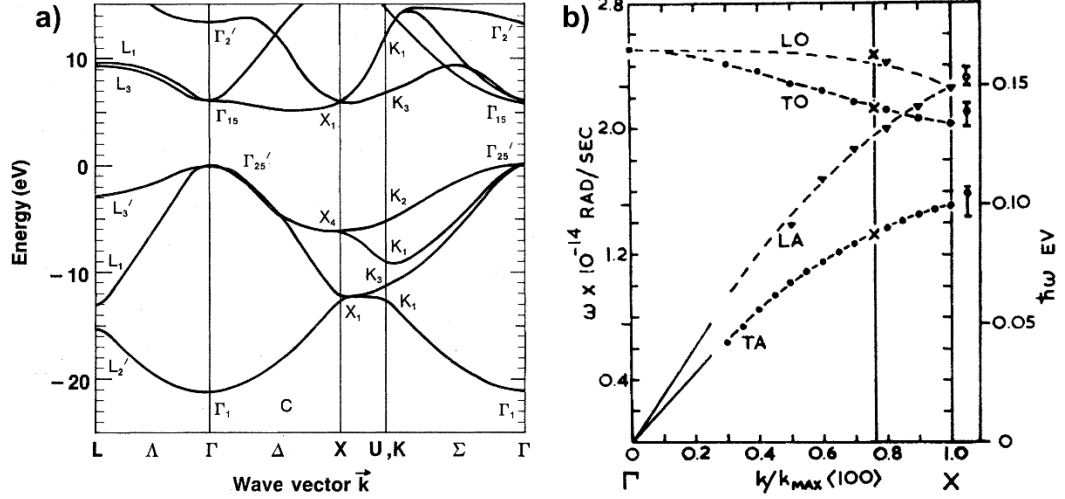 a)
Energy (eV)
10
0
−10
−20
L₁
L₃
L₃′
L₁
L₂′
Γ₂′
Γ₁₅
Γ₂₅′
Γ₁
X₁
X₄
X₁
K₁
K₃
K₂
K₁
K₃
K₁
Γ₂′
Γ₁₅
Γ₂₅′
Γ₁
C
L Λ Γ Δ X U,K Σ Γ
Wave vector k⃗
b)
ω X 10⁻¹⁴ RAD/SEC
2.0
1.2
0.4
0
LO
TO
LA
TA
0.15
0.10
0.05
0
ħω EV
0.2 0.4 0.6 0.8 1.0
Γ k/kMAX ⟨100⟩ X